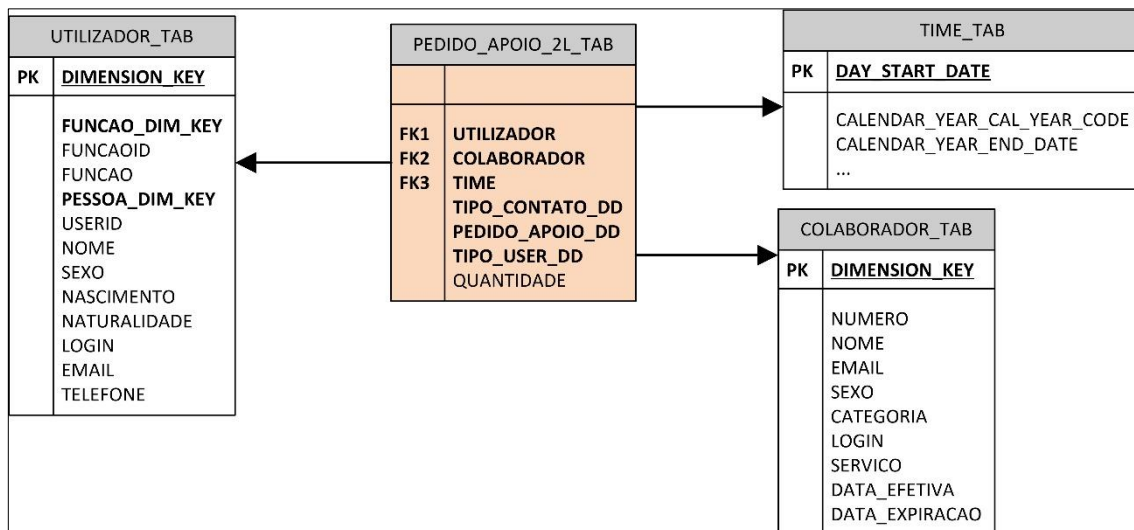 UTILIZADOR_TAB
PK DIMENSION_KEY
FUNCAO_DIM_KEY
FUNCAOID
FUNCAO
PESSOA_DIM_KEY
USERID
NOME
SEXO
NASCIMENTO
NATURALIDADE
LOGIN
EMAIL
TELEFONE
PEDIDO_APOIO_2L_TAB
FK1 UTILIZADOR
FK2 COLABORADOR
FK3 TIME
TIPO_CONTATO_DD
PEDIDO_APOIO_DD
TIPO_USER_DD
QUANTIDADE
TIME_TAB
PK DAY_START_DATE
CALENDAR_YEAR_CAL_YEAR_CODE
CALENDAR_YEAR_END_DATE
...
COLABORADOR_TAB
PK DIMENSION_KEY
NUMERO
NOME
EMAIL
SEXO
CATEGORIA
LOGIN
SERVICO
DATA_EFETIVA
DATA_EXPIRACAO